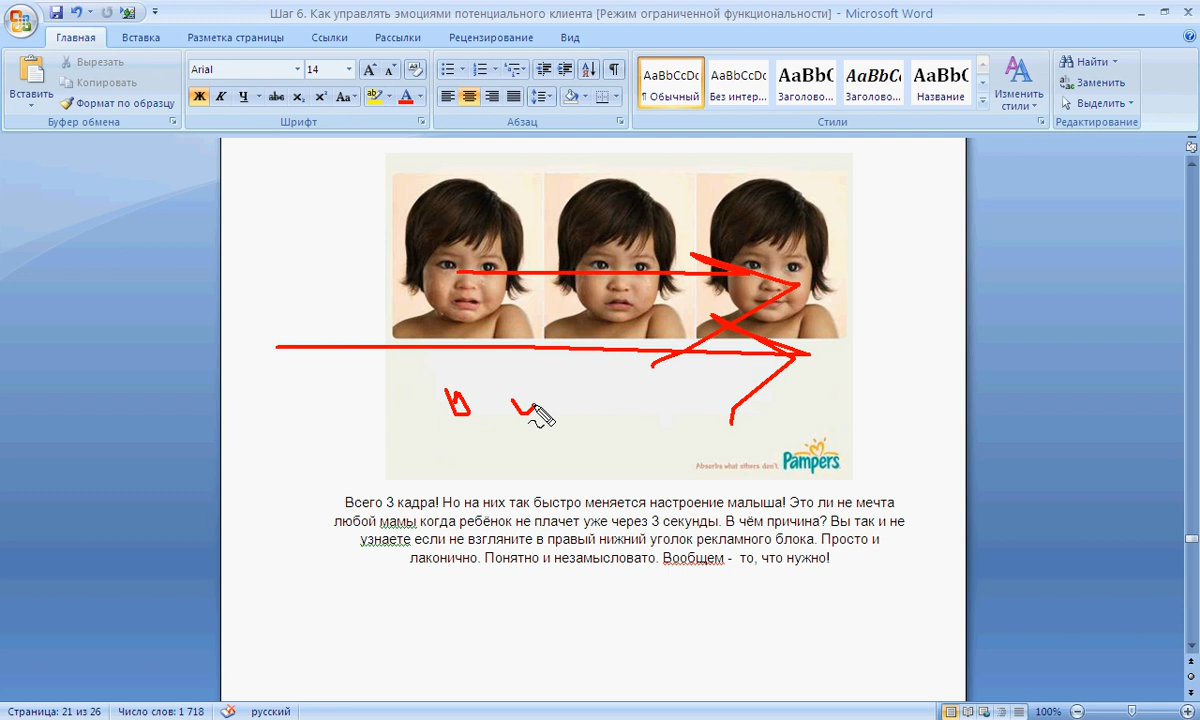 Шаг 6. Как управлять эмоциями потенциального клиента [Режим ограниченной функциональности] - Microsoft Word
Главная Вставка Разметка страницы Ссылки Рассылки Рецензирование Вид
Вставить
Вырезать
Копировать
Формат по образцу
Буфер обмена
Arial 14
Ж К Ч abc x₂ x² Aa
Шрифт
Абзац
AaBbCcDc AaBbCcDc AaBbC AaBbCc AaBbC
¶ Обычный Без интер... Заголово... Заголово... Название
Изменить стили
Стили
Найти
Заменить
Выделить
Редактирование
Absorbs what others don't. Pampers
Всего 3 кадра! Но на них так быстро меняется настроение малыша! Это ли не мечта
любой мамы когда ребёнок не плачет уже через 3 секунды. В чём причина? Вы так и не
узнаете если не взгляните в правый нижний уголок рекламного блока. Просто и
лаконично. Понятно и незамысловато. Вообщем - то, что нужно!
Страница: 21 из 26 Число слов: 1 718 русский 100%